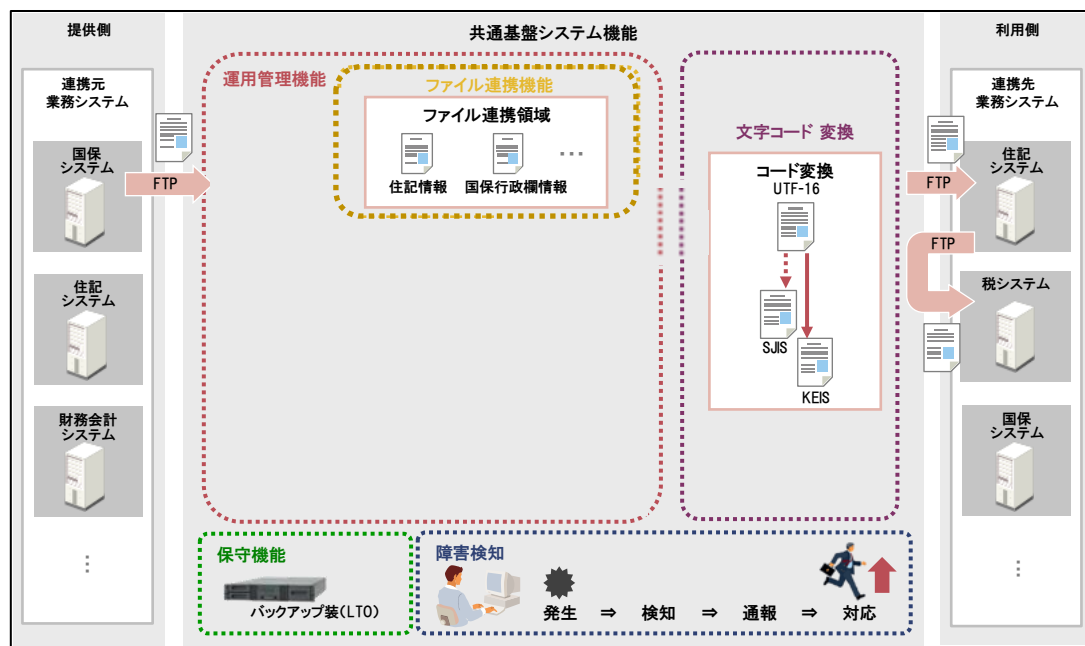 提供側
共通基盤システム機能
利用側
連携元
業務システム
国保
システム
FTP
住記
システム
財務会計
システム
⋮
運用管理機能
ファイル連携機能
ファイル連携領域
住記情報
国保行政欄情報
…
文字コード 変換
コード変換
UTF-16
SJIS
KEIS
保守機能
バックアップ装(LTO)
障害検知
発生 ⇒ 検知 ⇒ 通報 ⇒ 対応
連携先
業務システム
FTP
住記
システム
FTP
税システム
国保
システム
⋮